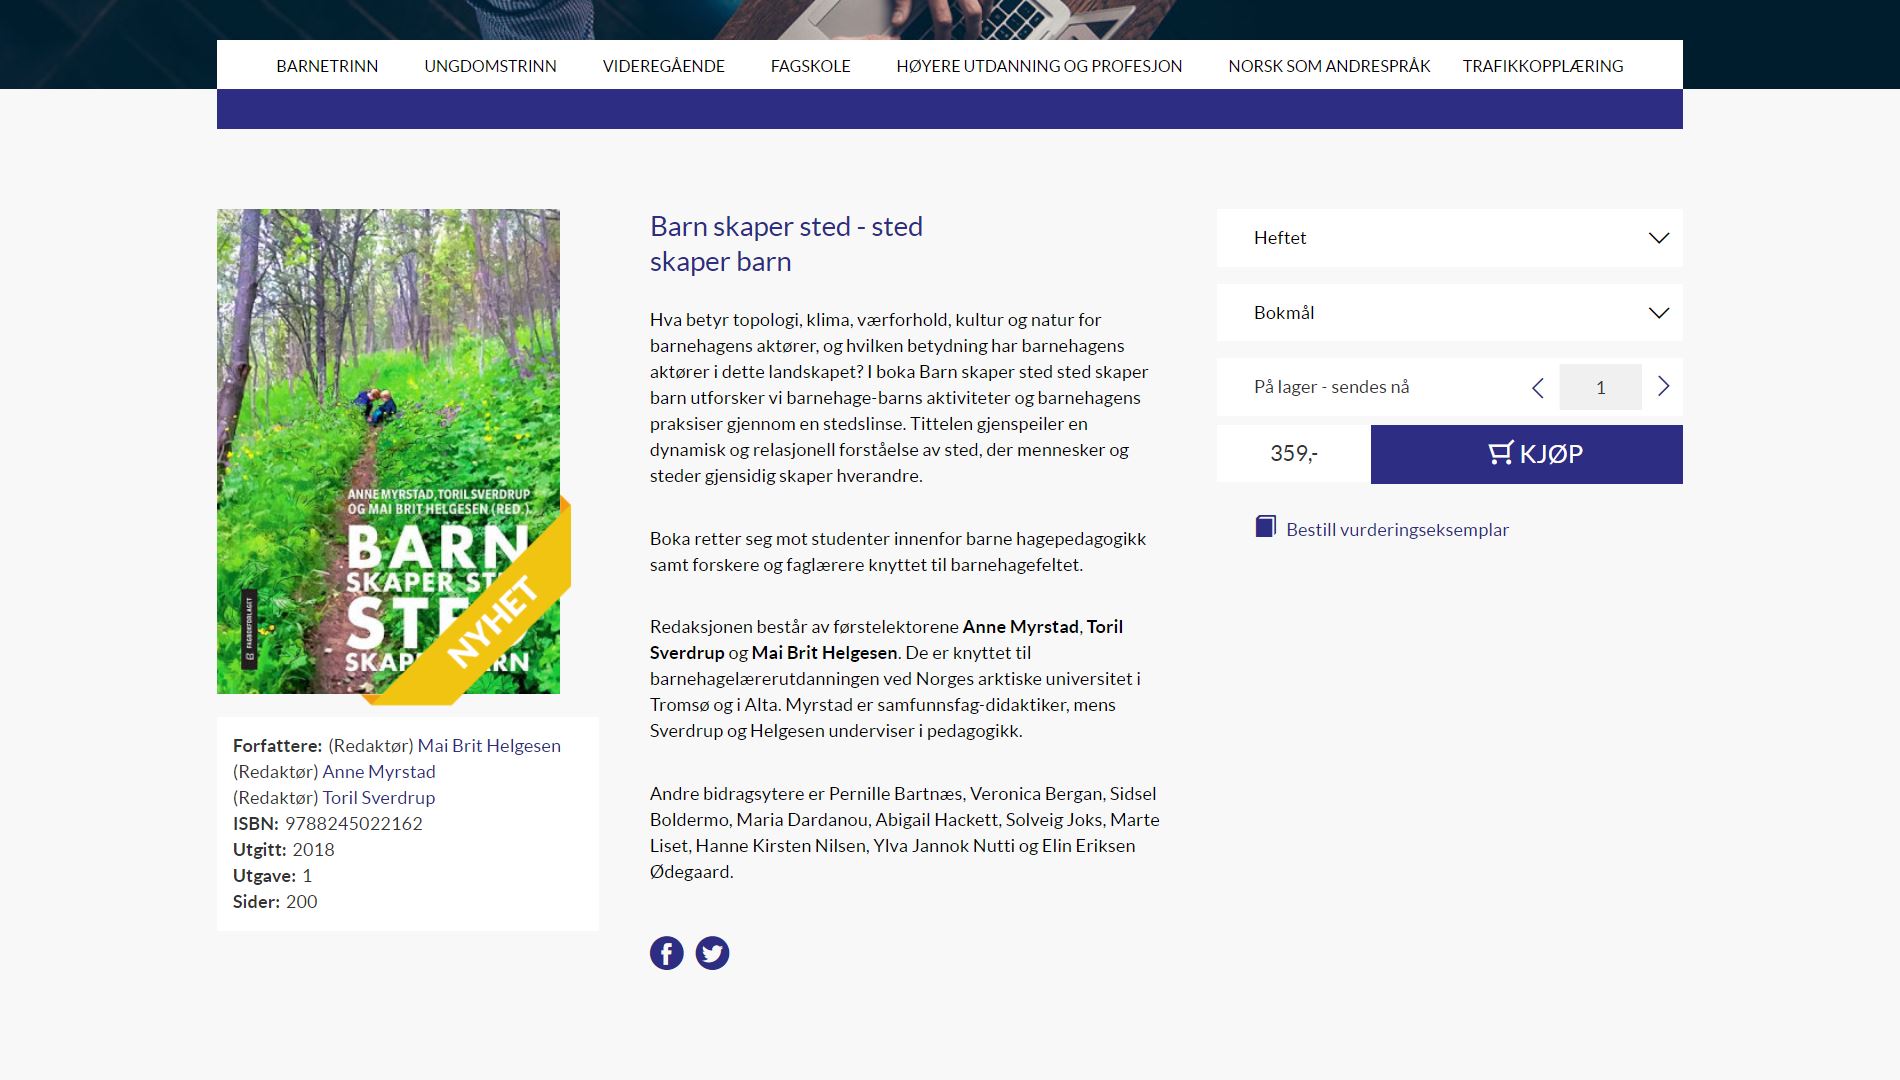 BARNETRINN UNGDOMSTRINN VIDEREGÅENDE FAGSKOLE HØYERE UTDANNING OG PROFESJON NORSK SOM ANDRESPRÅK TRAFIKKOPPLÆRING
ANNE MYRSTAD, TORIL SVERDRUP
OG MAI BRIT HELGESEN (RED.)
BARN
SKAPER ST
STED
SKAP RN
NYHET
FAGBOKFORLAGET
Forfattere: (Redaktør) Mai Brit Helgesen
(Redaktør) Anne Myrstad
(Redaktør) Toril Sverdrup
ISBN: 9788245022162
Utgitt: 2018
Utgave: 1
Sider: 200
Barn skaper sted - sted
skaper barn
Hva betyr topologi, klima, værforhold, kultur og natur for
barnehagens aktører, og hvilken betydning har barnehagens
aktører i dette landskapet? I boka Barn skaper sted sted skaper
barn utforsker vi barnehage-barns aktiviteter og barnehagens
praksiser gjennom en stedslinse. Tittelen gjenspeiler en
dynamisk og relasjonell forståelse av sted, der mennesker og
steder gjensidig skaper hverandre.
Boka retter seg mot studenter innenfor barne hagepedagogikk
samt forskere og faglærere knyttet til barnehagefeltet.
Redaksjonen består av førstelektorene Anne Myrstad, Toril
Sverdrup og Mai Brit Helgesen. De er knyttet til
barnehagelærerutdanningen ved Norges arktiske universitet i
Tromsø og i Alta. Myrstad er samfunnsfag-didaktiker, mens
Sverdrup og Helgesen underviser i pedagogikk.
Andre bidragsytere er Pernille Bartnæs, Veronica Bergan, Sidsel
Boldermo, Maria Dardanou, Abigail Hackett, Solveig Joks, Marte
Liset, Hanne Kirsten Nilsen, Ylva Jannok Nutti og Elin Eriksen
Ødegaard.
Heftet
Bokmål
På lager - sendes nå 1
359,- KJØP
Bestill vurderingseksemplar